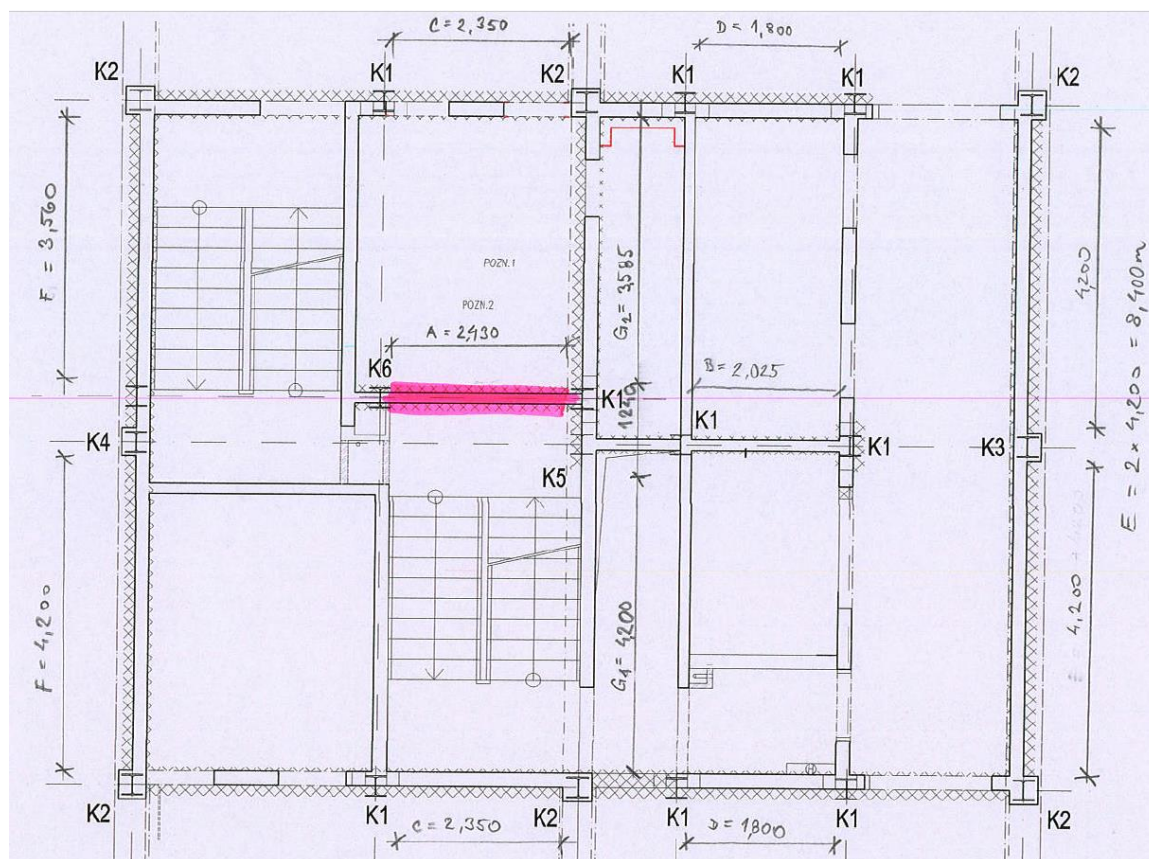 C = 2,350
D = 1,800
K2
K1
K2
K1
K1
K2
F = 3,560
POZN.1
POZN.2
G2 = 3585
4,200
E = 2 x 4,200 = 8,400m
A = 2,430
B = 2,025
K6
K1
1240
K1
K4
K5
K1
K3
F = 4,200
G1 = 4200
4,200
K2
K1
K2
K1
K1
K2
C = 2,350
D = 1,800